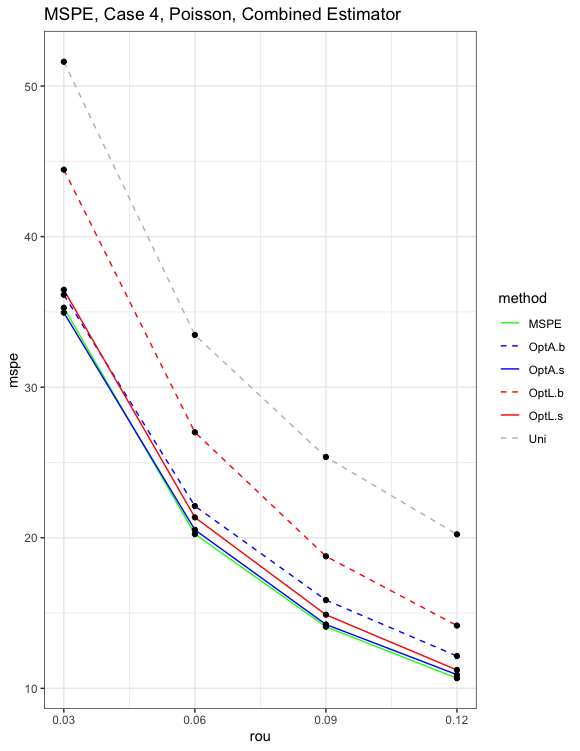 MSPE, Case 4, Poisson, Combined Estimator
50
40
30
20
10
mspe
0.03
0.06
0.09
0.12
rou
method
MSPE
OptA.b
OptA.s
OptL.b
OptL.s
Uni